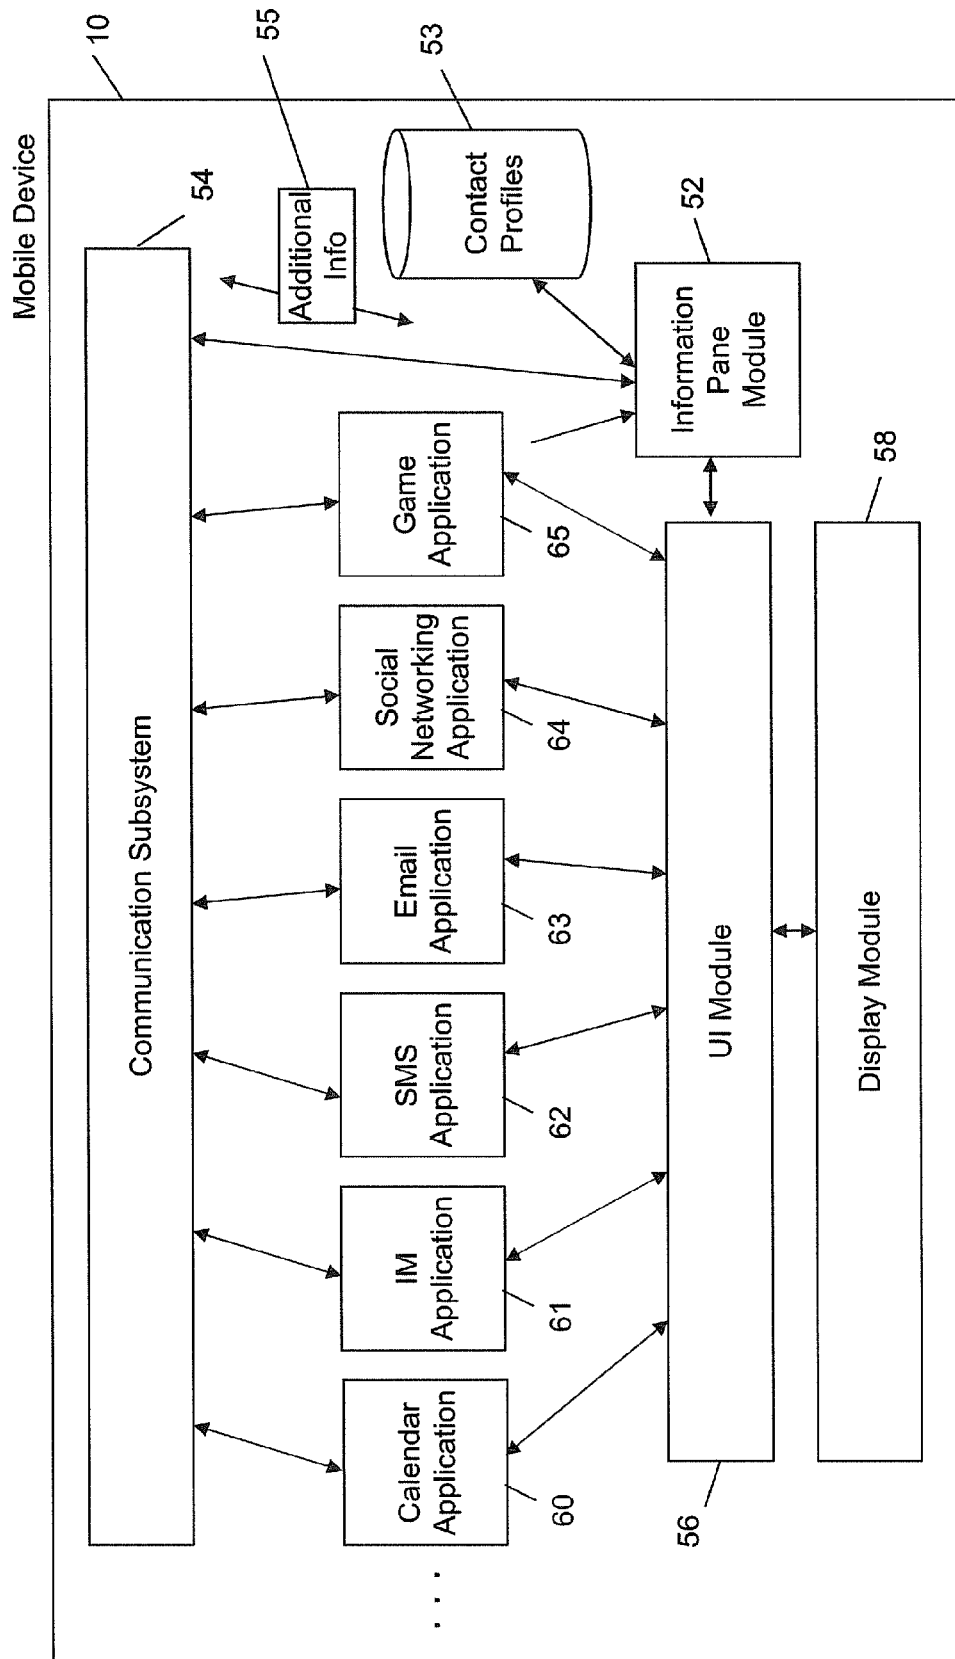 Mobile Device
10
Communication Subsystem
54
Additional
Info
55
Contact
Profiles
53
Calendar
Application
60
IM
Application
61
SMS
Application
62
Email
Application
63
Social
Networking
Application
64
Game
Application
65
Information
Pane
Module
52
. . .
UI Module
56
Display Module
58